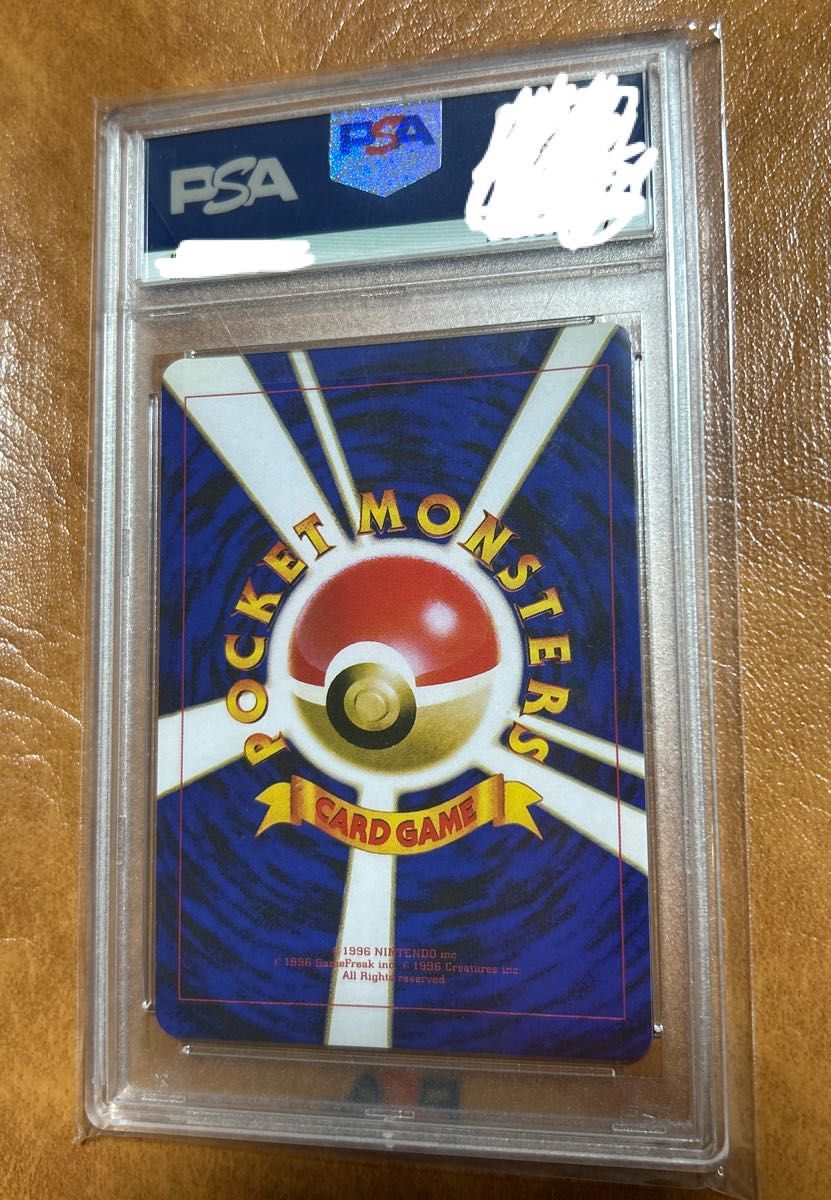 PSA
PSA
POCKET MONSTERS
CARD GAME
©1996 NINTENDO inc
©1996 GameFreak inc. ©1996 Creatures inc.
All Rights reserved